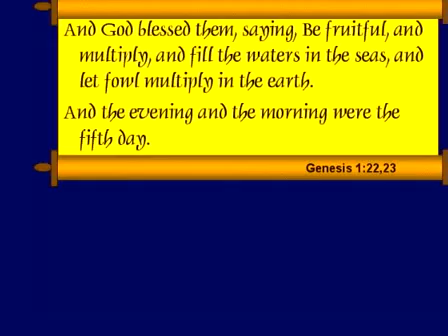 And God blessed them, saying, Be fruitful, and
multiply, and fill the waters in the seas, and
let fowl multiply in the earth.
And the evening and the morning were the
fifth day.
Genesis 1:22,23